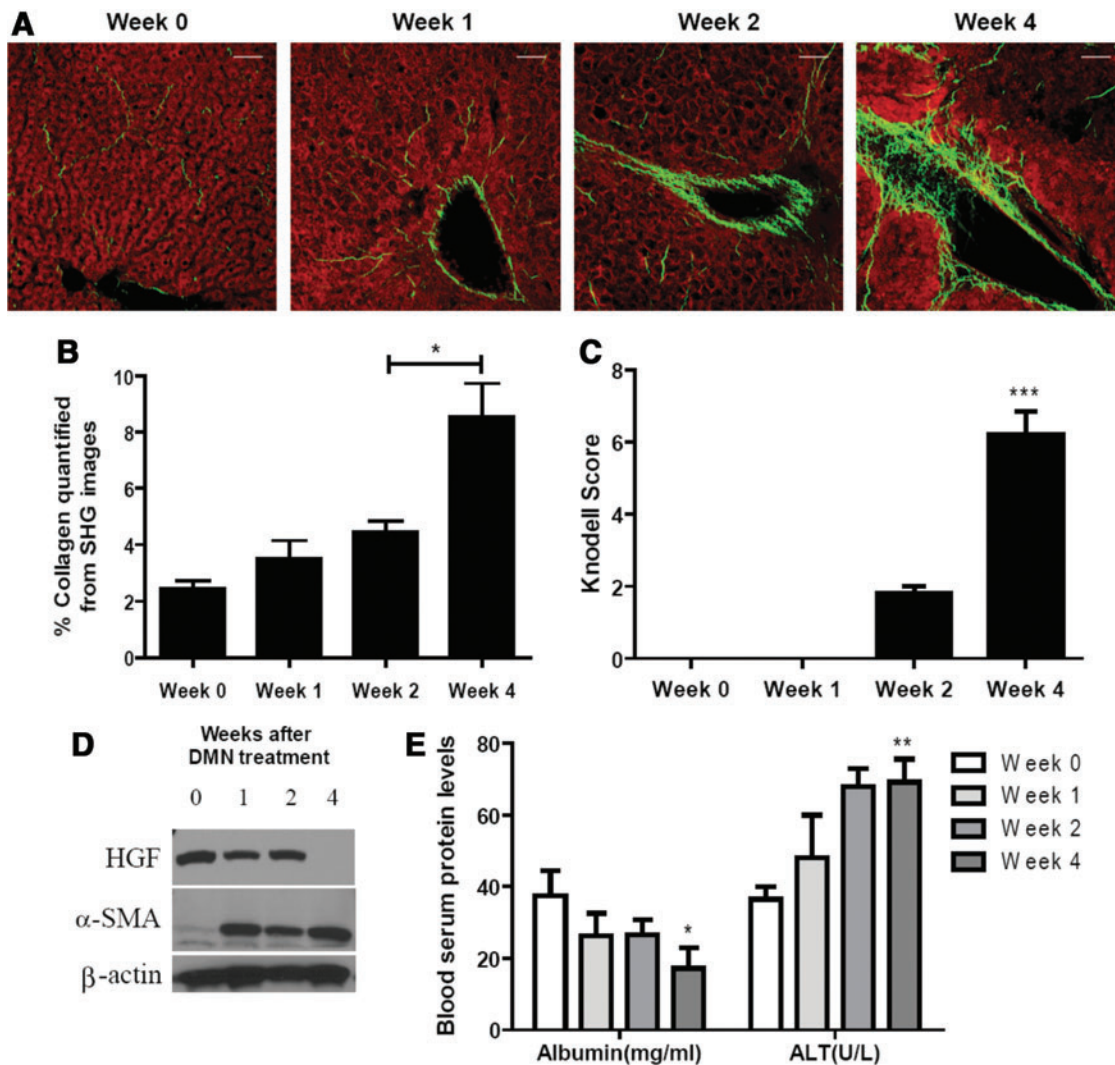 A
Week 0
Week 1
Week 2
Week 4
B
% Collagen quantified
from SHG images
10
8
6
4
2
0
*
Week 0
Week 1
Week 2
Week 4
C
Knodell Score
8
6
4
2
0
***
Week 0
Week 1
Week 2
Week 4
D
Weeks after
DMN treatment
0 1 2 4
HGF
α-SMA
β-actin
E
Blood serum protein levels
80
60
40
20
0
*
**
Albumin(mg/ml)
ALT(U/L)
Week 0
Week 1
Week 2
Week 4